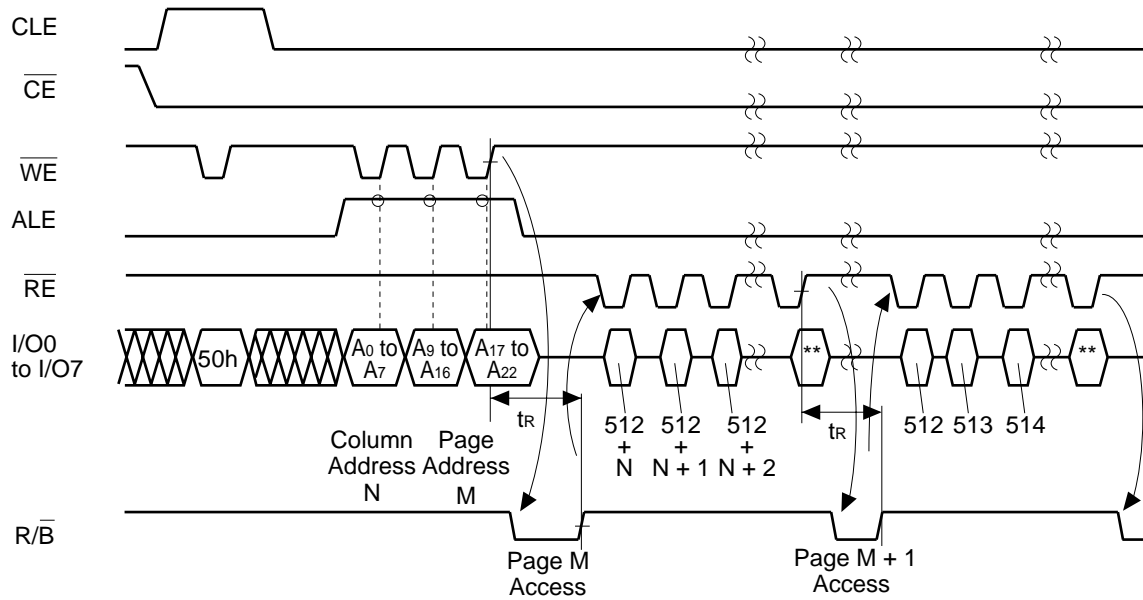 CLE
CE
WE
ALE
RE
I/O0
to I/O7
50h
A0 to
A7
A9 to
A16
A17 to
A22
**
**
tR
tR
Column
Address
N
Page
Address
M
512
+
N
512
+
N + 1
512
+
N + 2
512
513
514
R/B
Page M
Access
Page M + 1
Access